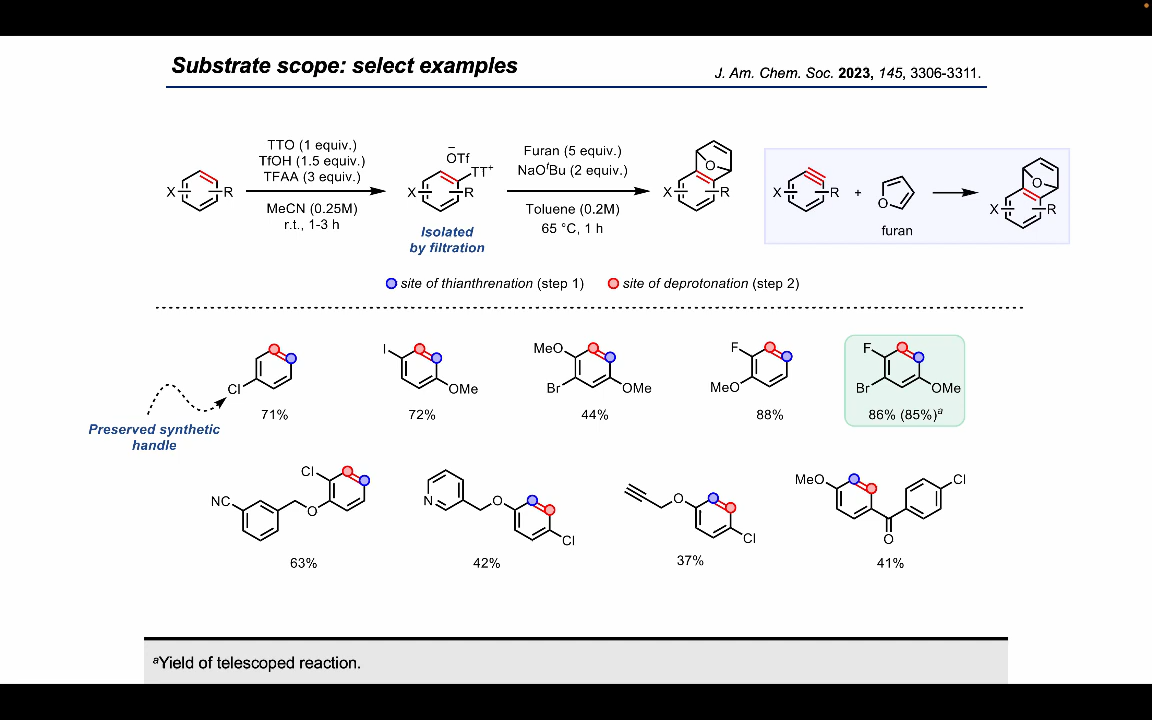 Substrate scope: select examples
J. Am. Chem. Soc. 2023, 145, 3306-3311.
TTO (1 equiv.)
TfOH (1.5 equiv.)
TFAA (3 equiv.)
MeCN (0.25M)
r.t., 1-3 h
X
R
−
OTf
TT+
X
R
Isolated
by filtration
Furan (5 equiv.)
NaOtBu (2 equiv.)
Toluene (0.2M)
65 °C, 1 h
O
X
R
X
R
+
O
furan
O
X
R
site of thianthrenation (step 1)
site of deprotonation (step 2)
Cl
71%
Preserved synthetic
handle
I
OMe
72%
MeO
Br
OMe
44%
F
MeO
88%
F
Br
OMe
86% (85%)a
NC
O
Cl
63%
N
O
Cl
42%
O
Cl
37%
MeO
O
Cl
41%
aYield of telescoped reaction.